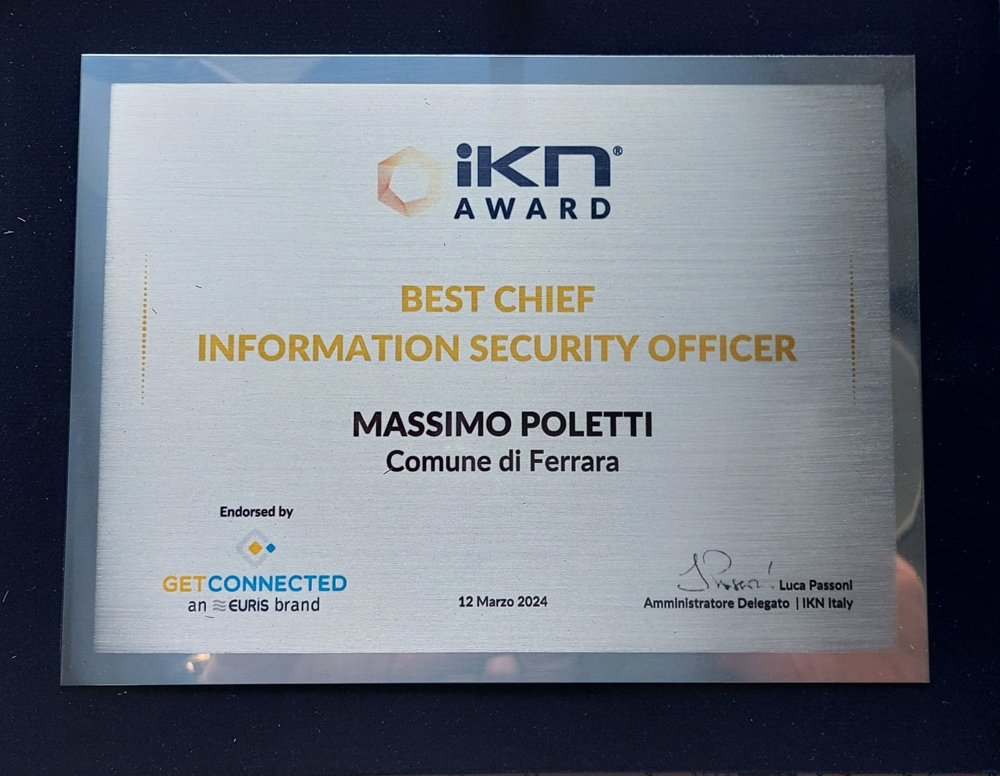 iKN®
AWARD
BEST CHIEF
INFORMATION SECURITY OFFICER
MASSIMO POLETTI
Comune di Ferrara
Endorsed by
GETCONNECTED
an EURIS brand
12 Marzo 2024
Luca Passoni
Amministratore Delegato | IKN Italy